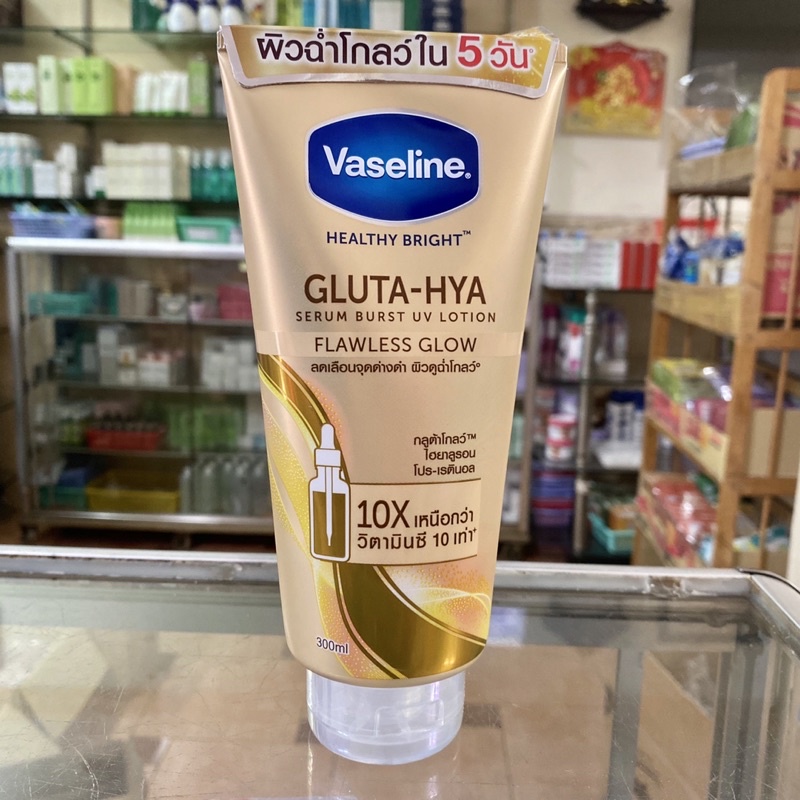 ผิวฉ่ำโกลว์ใน 5 วัน*
Vaseline®
HEALTHY BRIGHT™
GLUTA-HYA
SERUM BURST UV LOTION
FLAWLESS GLOW
ลดเลือนจุดด่างดำ ผิวดูฉ่ำโกลว์°
กลูต้าโกลว์™
ไฮยาลูรอน
โปร-เรตินอล
10X เหนือกว่า
วิตามินซี 10 เท่า⁺
300ml